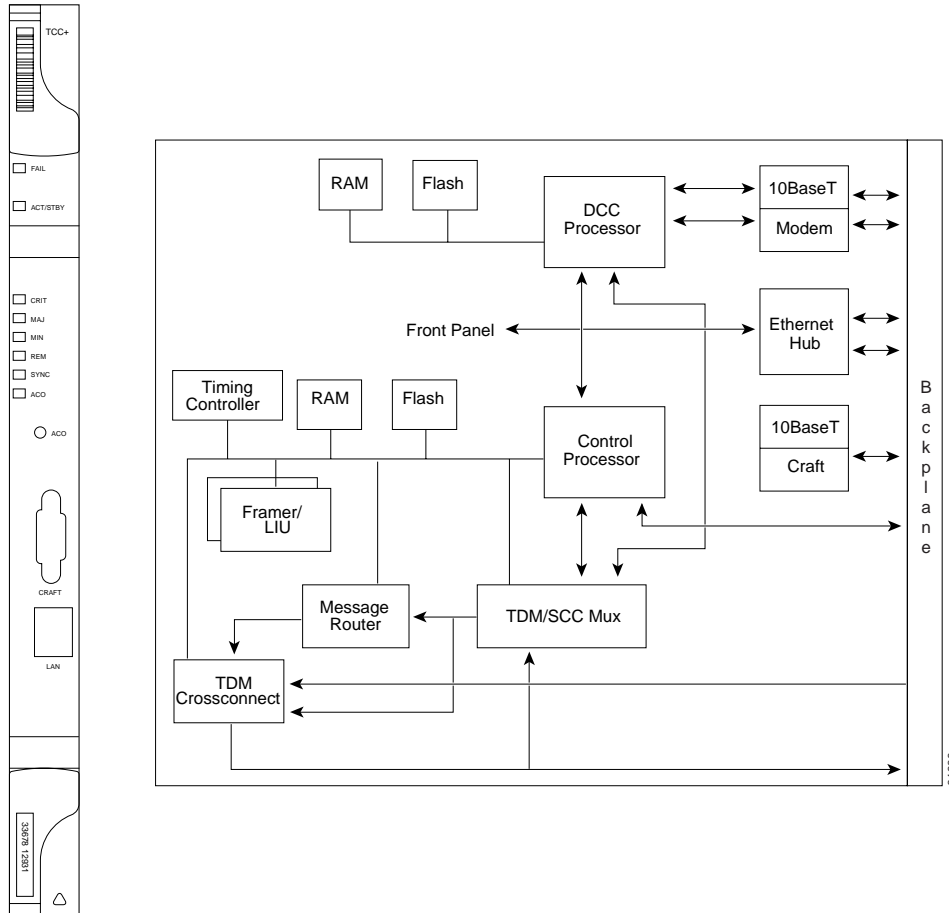 TCC+
FAIL
ACT/STBY
CRIT
MAJ
MIN
REM
SYNC
ACO
ACO
CRAFT
LAN
33678 12931
RAM
Flash
DCC
Processor
10BaseT
Modem
Front Panel
Ethernet
Hub
Timing
Controller
RAM
Flash
Control
Processor
10BaseT
Craft
Framer/
LIU
Message
Router
TDM/SCC Mux
TDM
Crossconnect
Backplane